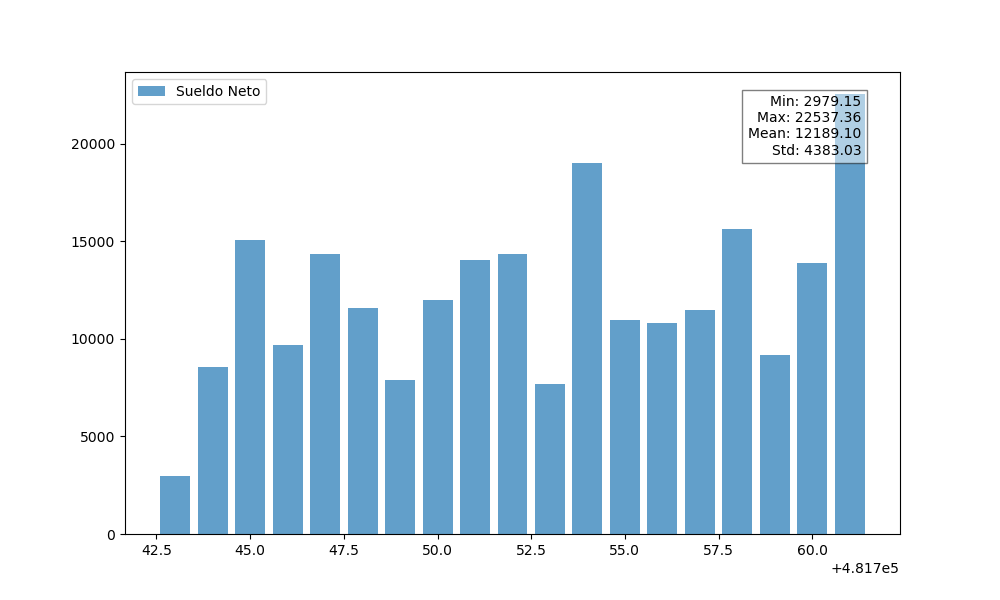 Sueldo Neto
Min: 2979.15
Max: 22537.36
Mean: 12189.10
Std: 4383.03
20000
15000
10000
5000
0
42.5 45.0 47.5 50.0 52.5 55.0 57.5 60.0
+4.817e5